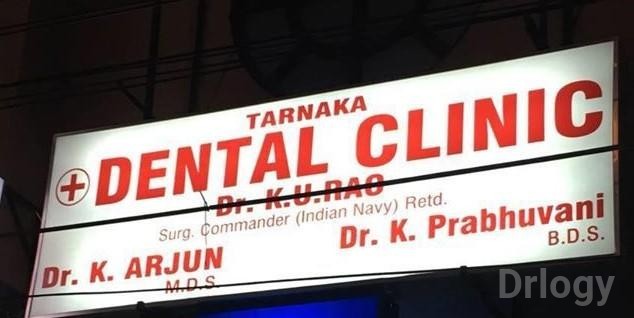 TARNAKA
DENTAL CLINIC
Dr. K.U.RAO
Surg. Commander (Indian Navy) Retd.
Dr. K. ARJUN
M.D.S.
Dr. K. Prabhuvani
B.D.S.
Drlogy